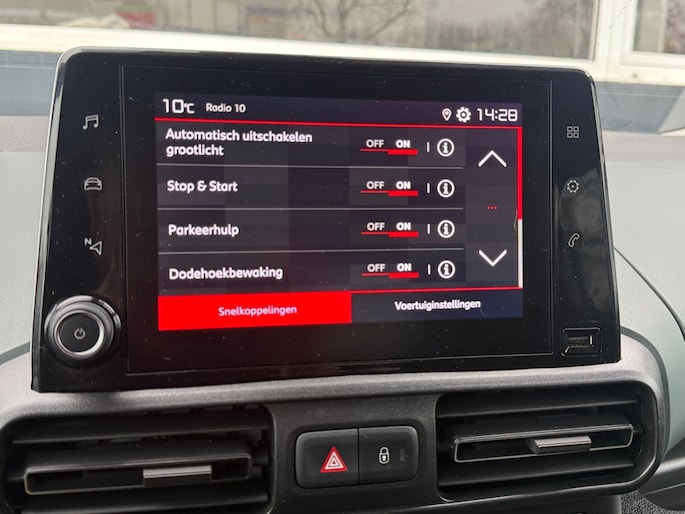 10°C Radio 10 14:28
Automatisch uitschakelen
grootlicht
OFF ON
Stop & Start
OFF ON
Parkeerhulp
OFF ON
Dodehoekbewaking
OFF ON
Snelkoppelingen
Voertuiginstellingen
N